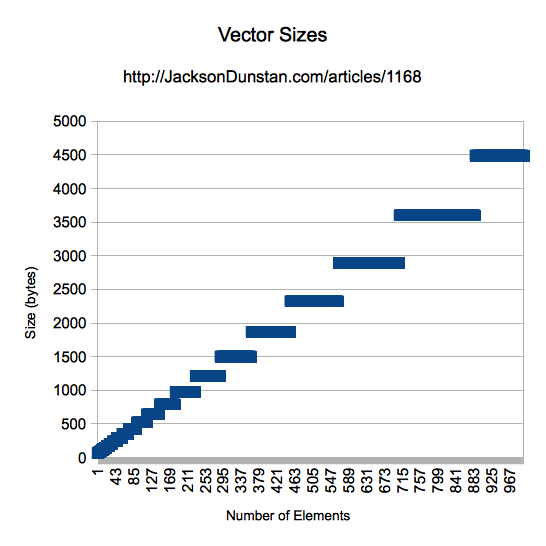 Vector Sizes
http://JacksonDunstan.com/articles/1168
5000
4500
4000
3500
3000
2500
2000
1500
1000
500
0
Size (bytes)
1 43 85 127 169 211 253 295 337 379 421 463 505 547 589 631 673 715 757 799 841 883 925 967
Number of Elements